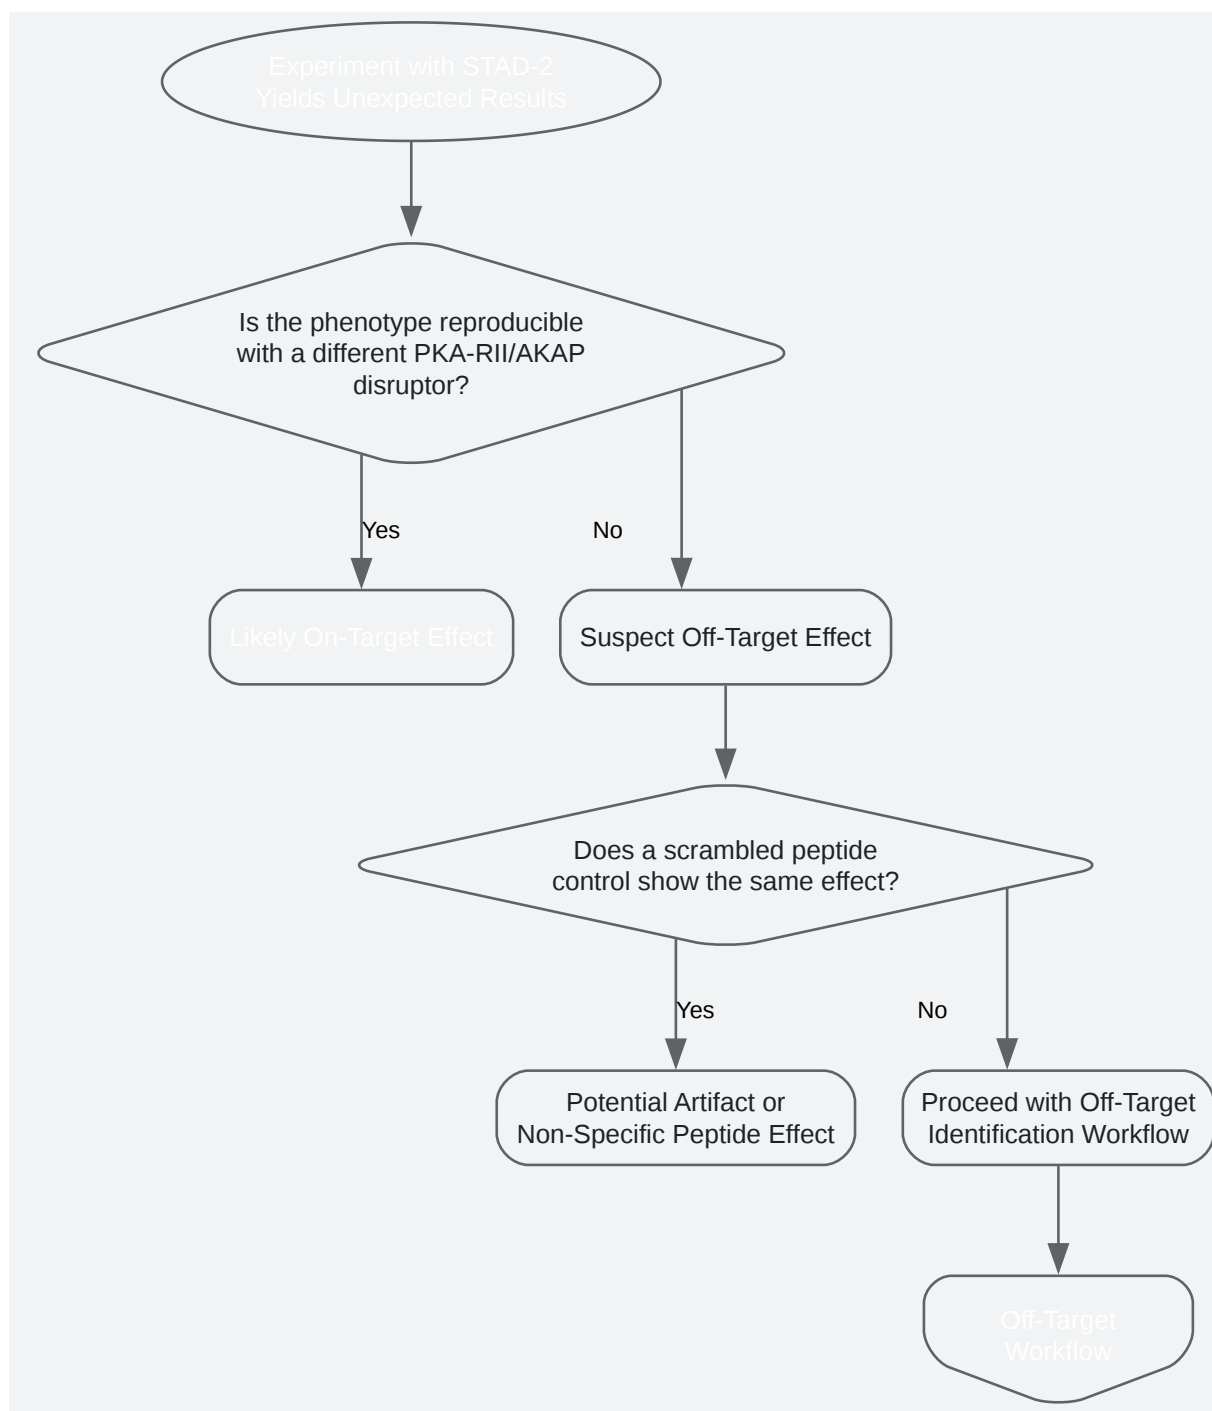 Experiment with STAD-2
Yields Unexpected Results
Is the phenotype reproducible
with a different PKA-RII/AKAP
disruptor?
Yes
No
Likely On-Target Effect
Suspect Off-Target Effect
Does a scrambled peptide
control show the same effect?
Yes
No
Potential Artifact or
Non-Specific Peptide Effect
Proceed with Off-Target
Identification Workflow
Off-Target
Workflow